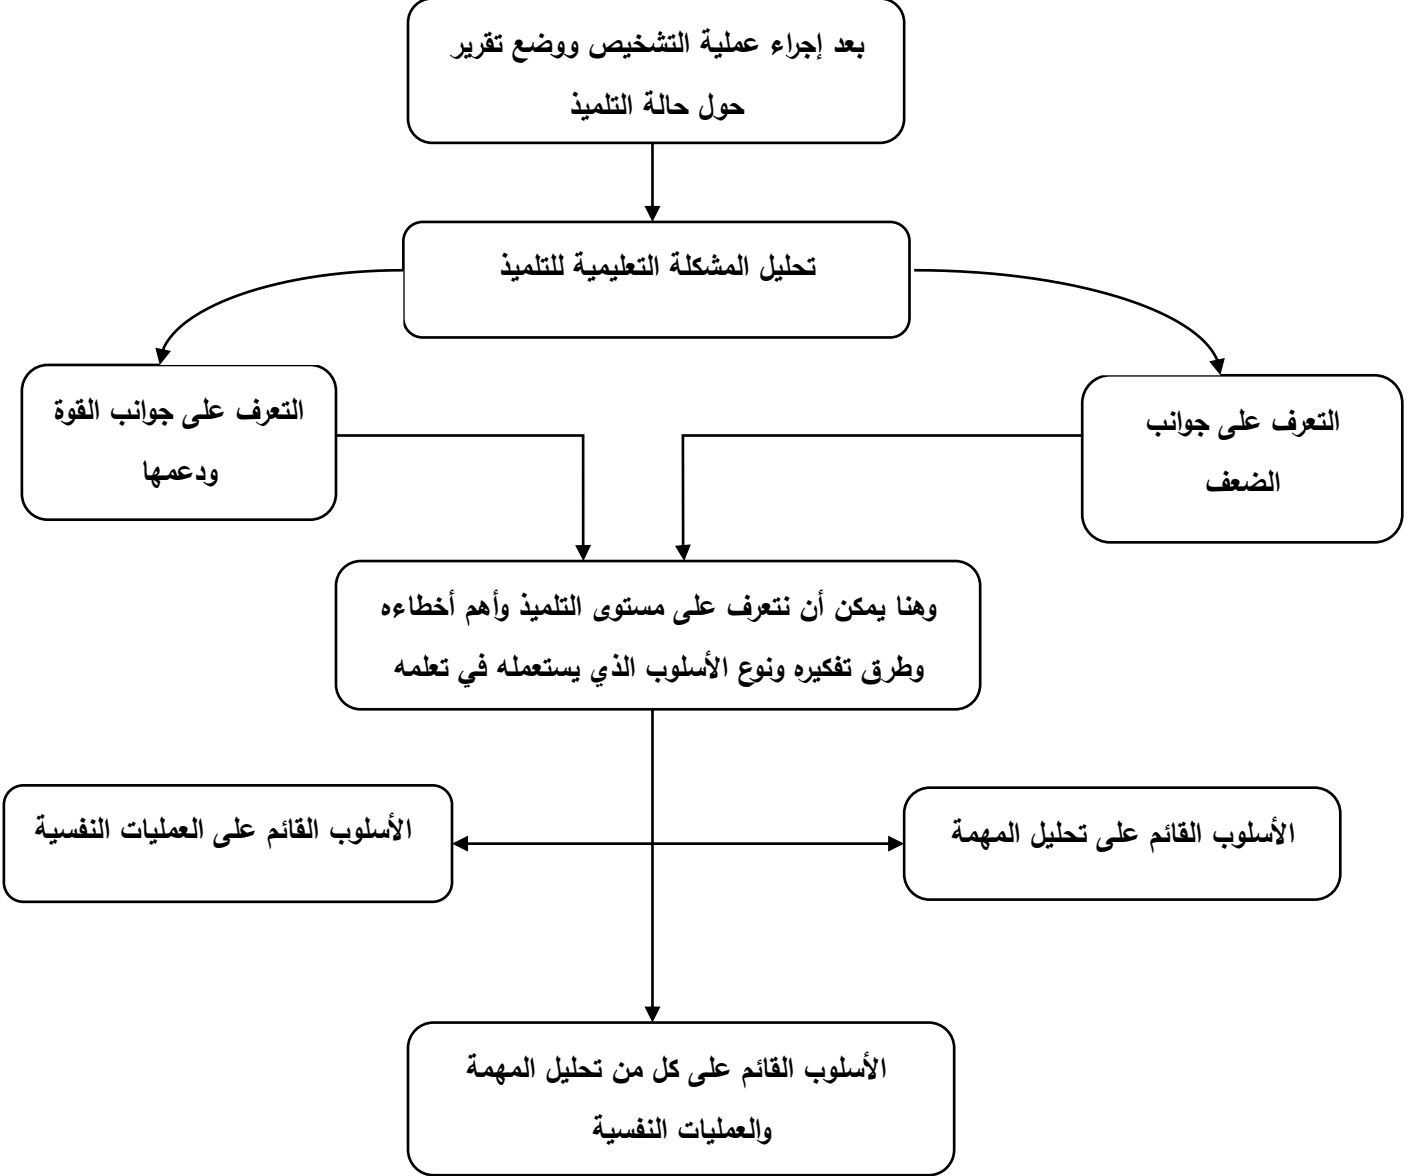 بعد إجراء عملية التشخيص ووضع تقرير
حول حالة التلميذ
تحليل المشكلة التعليمية للتلميذ
التعرف على جوانب
الضعف
التعرف على جوانب القوة
ودعمها
وهنا يمكن أن نتعرف على مستوى التلميذ وأهم أخطاءه
وطرق تفكيره ونوع الأسلوب الذي يستعمله في تعلمه
الأسلوب القائم على تحليل المهمة
الأسلوب القائم على العمليات النفسية
الأسلوب القائم على كل من تحليل المهمة
والعمليات النفسية